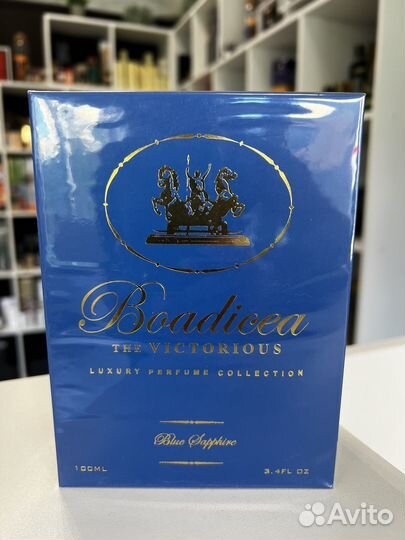 Boadicea
THE VICTORIOUS
LUXURY PERFUME COLLECTION
Blue Sapphire
100ML 3.4FL OZ
Avito